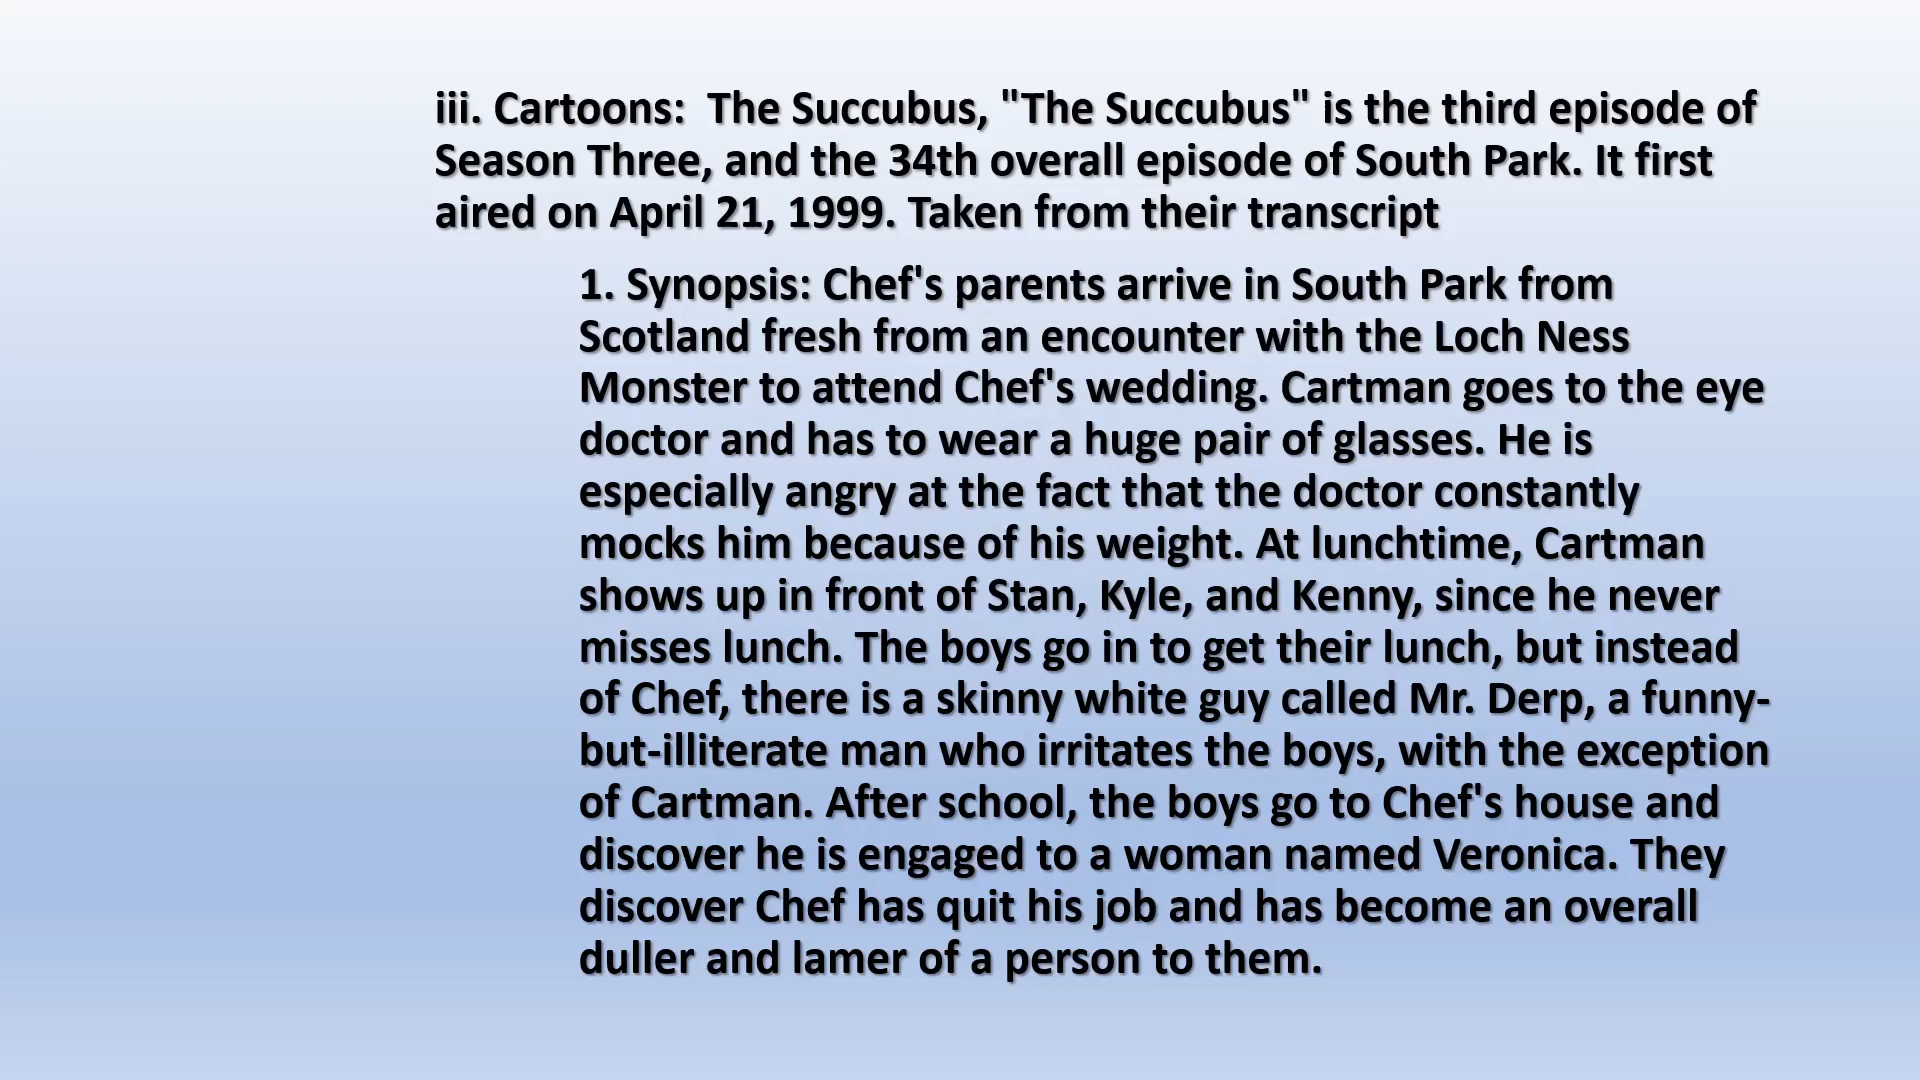 iii. Cartoons:  The Succubus, "The Succubus" is the third episode of
Season Three, and the 34th overall episode of South Park. It first
aired on April 21, 1999. Taken from their transcript
1. Synopsis: Chef's parents arrive in South Park from
Scotland fresh from an encounter with the Loch Ness
Monster to attend Chef's wedding. Cartman goes to the eye
doctor and has to wear a huge pair of glasses. He is
especially angry at the fact that the doctor constantly
mocks him because of his weight. At lunchtime, Cartman
shows up in front of Stan, Kyle, and Kenny, since he never
misses lunch. The boys go in to get their lunch, but instead
of Chef, there is a skinny white guy called Mr. Derp, a funny-
but-illiterate man who irritates the boys, with the exception
of Cartman. After school, the boys go to Chef's house and
discover he is engaged to a woman named Veronica. They
discover Chef has quit his job and has become an overall
duller and lamer of a person to them.